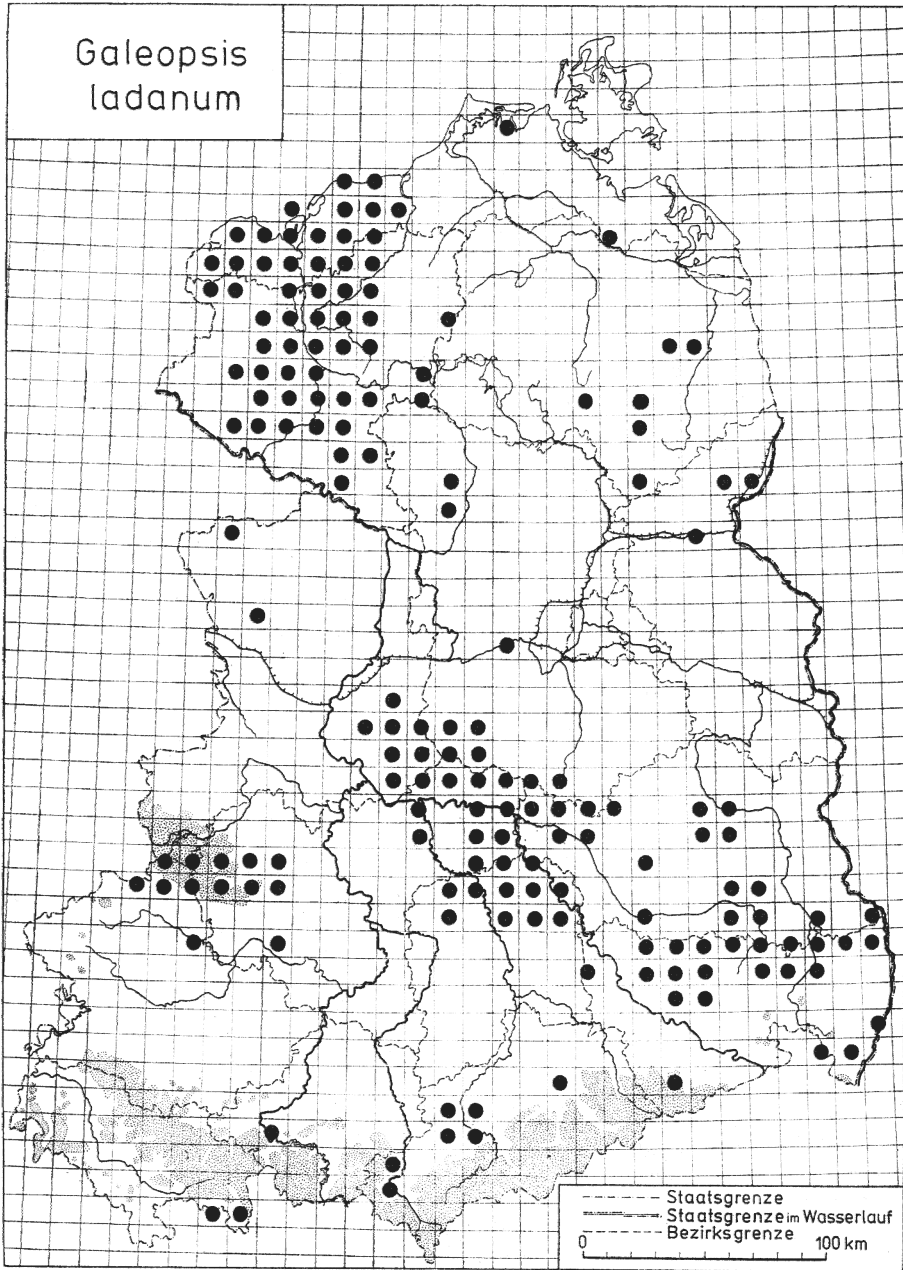 Galeopsis
ladanum
Staatsgrenze
Staatsgrenze im Wasserlauf
Bezirksgrenze
0 100 km